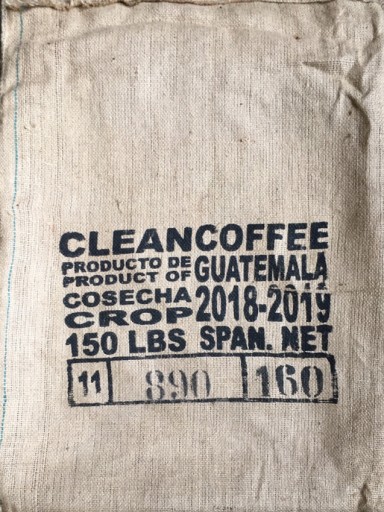 CLEANCOFFEE
PRODUCTO DE
PRODUCT OF GUATEMALA
COSECHA
CROP 2018-2019
150 LBS SPAN. NET
11 890 160